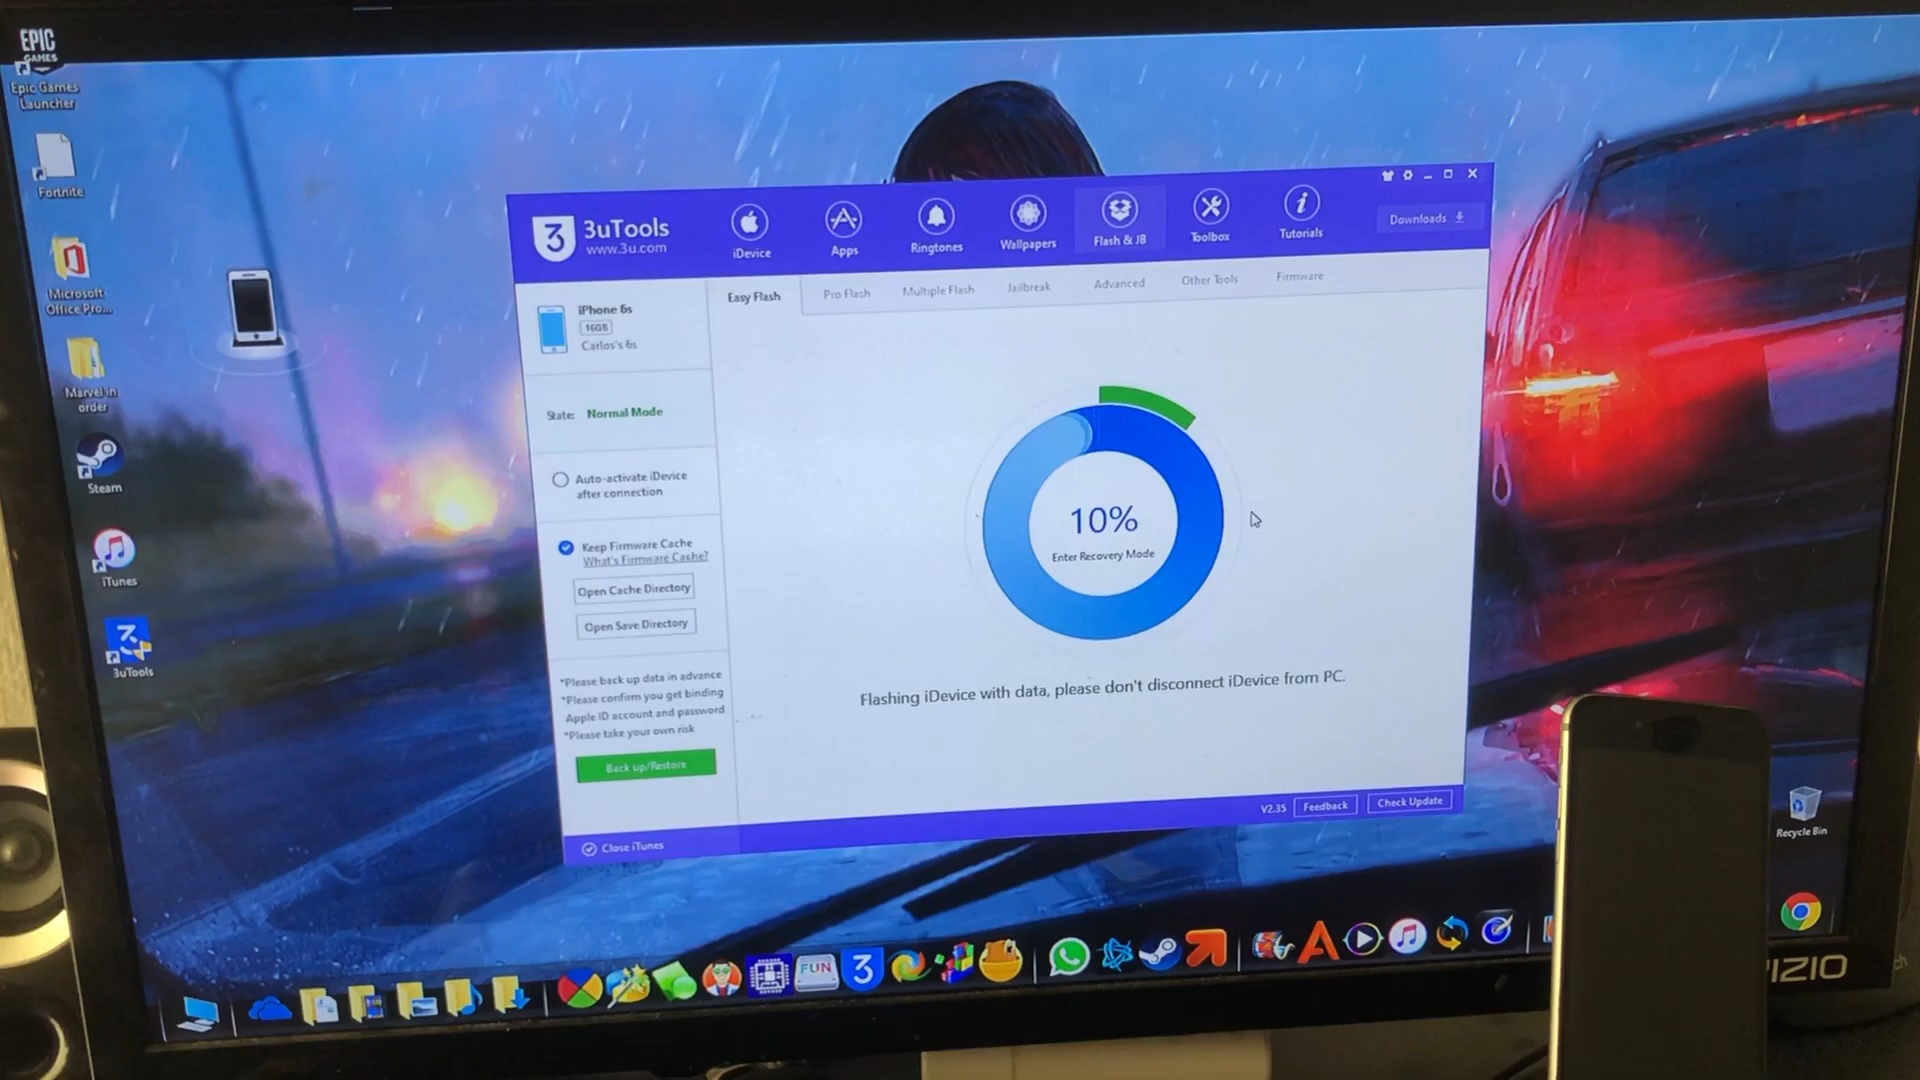 EPIC
GAMES
Epic Games
Launcher
Fortnite
Microsoft
Office Pro...
Marvel in
order
Steam
iTunes
3uTools
3
3uTools
www.3u.com
iDevice
Apps
Ringtones
Wallpapers
Flash & JB
Toolbox
Tutorials
Downloads
iPhone 6s
16GB
Carlos's 6s
State: Normal Mode
Auto-activate iDevice
after connection
Keep Firmware Cache
What's Firmware Cache?
Open Cache Directory
Open Save Directory
*Please back up data in advance
*Please confirm you get binding
Apple ID account and password
*Please take your own risk
Back up/Restore
Close iTunes
Easy Flash
Pro Flash
Multiple Flash
Jailbreak
Advanced
Other Tools
Firmware
10%
Enter Recovery Mode
Flashing iDevice with data, please don't disconnect iDevice from PC.
V2.35
Feedback
Check Update
Recycle Bin
FUN
3
VIZIO